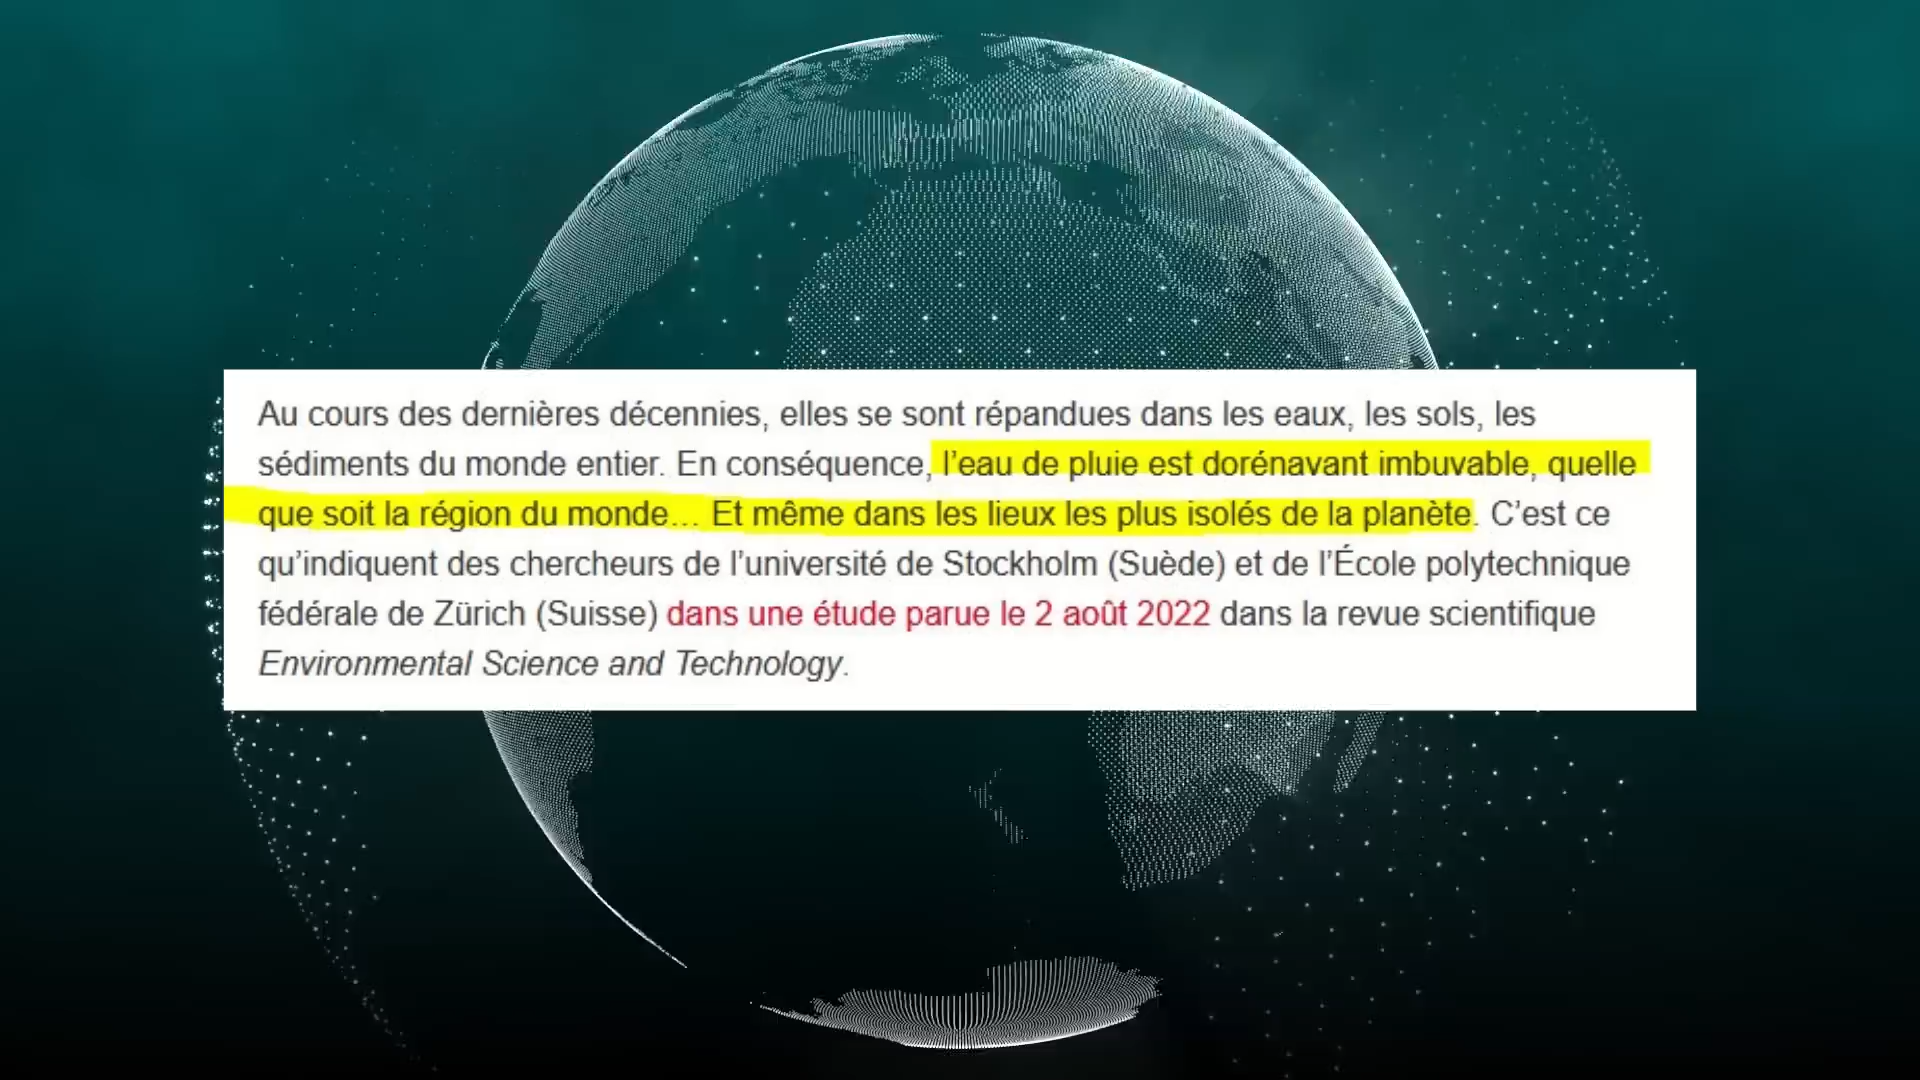 Au cours des dernières décennies, elles se sont répandues dans les eaux, les sols, les
sédiments du monde entier. En conséquence, l’eau de pluie est dorénavant imbuvable, quelle
que soit la région du monde… Et même dans les lieux les plus isolés de la planète. C’est ce
qu’indiquent des chercheurs de l’université de Stockholm (Suède) et de l’École polytechnique
fédérale de Zürich (Suisse) dans une étude parue le 2 août 2022 dans la revue scientifique
Environmental Science and Technology.